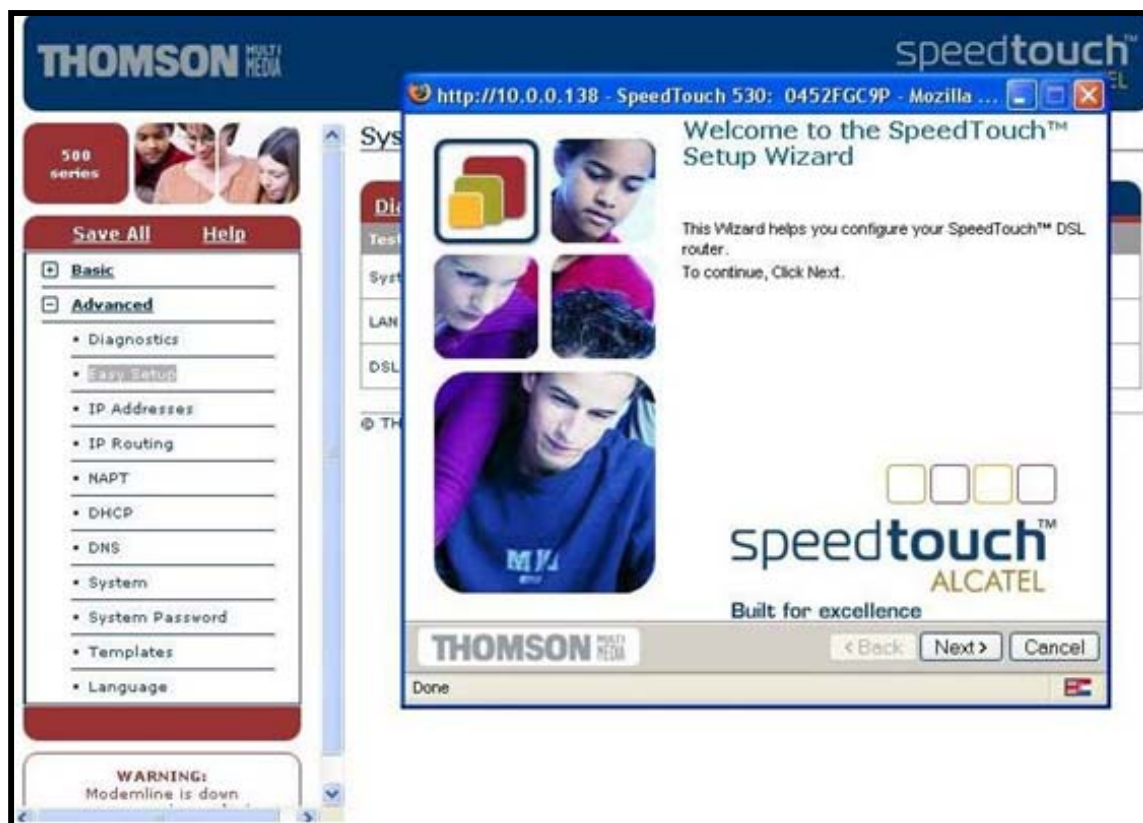 THOMSON MULTI MEDIA
speedtouch™
500 series
Save All Help
Basic
Advanced
• Diagnostics
• Easy Setup
• IP Addresses
• IP Routing
• NAPT
• DHCP
• DNS
• System
• System Password
• Templates
• Language
WARNING:
Modemline is down
Sys
Dia
Test
Syst
LAN
DSL
© TH
EL
http://10.0.0.138 - SpeedTouch 530: 0452FGC9P - Mozilla ...
Welcome to the SpeedTouch™
Setup Wizard
This Wizard helps you configure your SpeedTouch™ DSL
router.
To continue, Click Next.
speedtouch™
ALCATEL
Built for excellence
THOMSON MULTI MEDIA
< Back Next > Cancel
Done